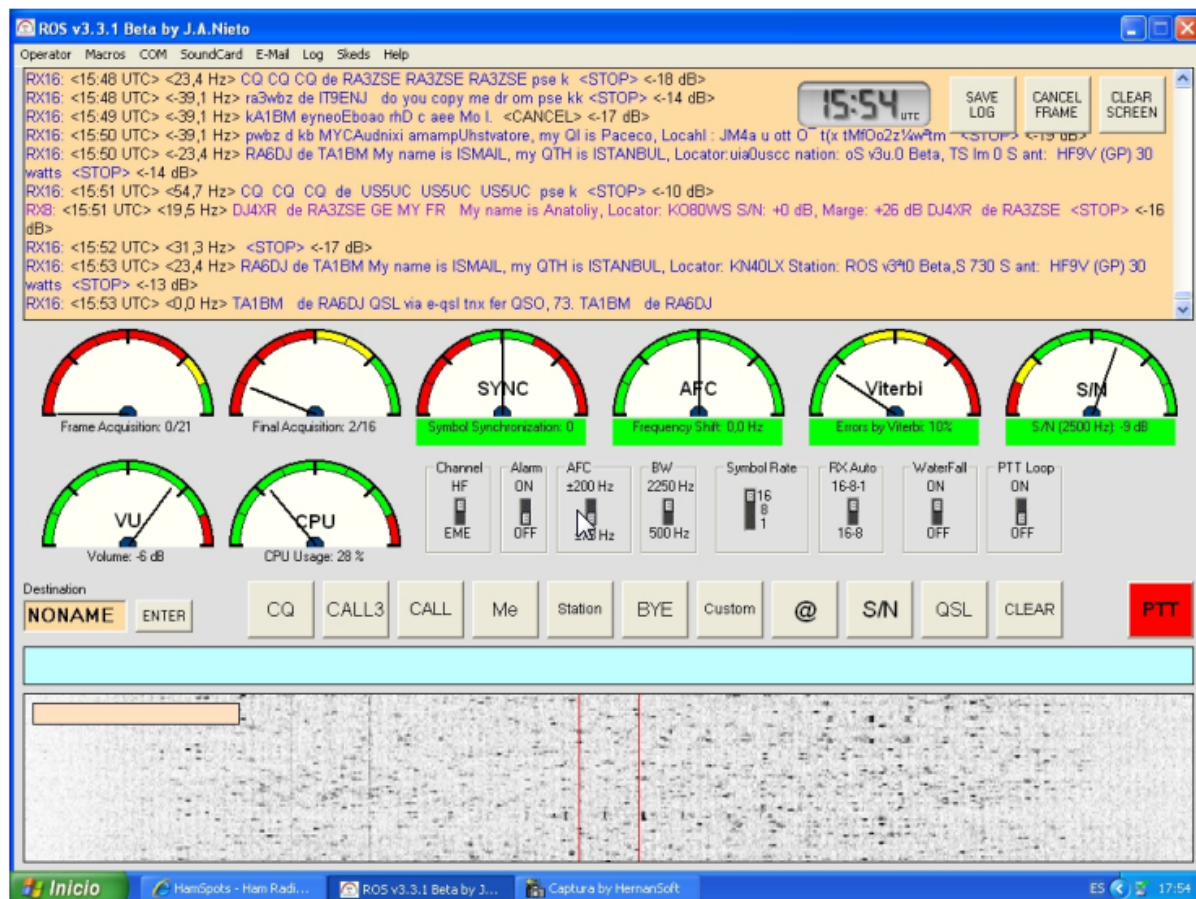 ROS v3.3.1 Beta by J.A.Nieto
Operator Macros COM SoundCard E-Mail Log Skeds Help
RX16: <15:48 UTC> <23,4 Hz> CQ CQ CQ de RA3ZSE RA3ZSE RA3ZSE pse k <STOP> <-18 dB>
RX16: <15:48 UTC> <-39,1 Hz> ra3wbz de IT9ENJ do you copy me dr om pse kk <STOP> <-14 dB>
RX16: <15:49 UTC> <-39,1 Hz> kA1BM eyneoEboao rhD c aee Mo l. <CANCEL> <-17 dB>
RX16: <15:50 UTC> <-39,1 Hz> pwbz d kb MYCAudnixi amampUhstvatore, my Ql is Paceco, Locahl : JM4a u ott O t(x <STOP> <-19 dB>
RX16: <15:50 UTC> <-23,4 Hz> RA6DJ de TA1BM My name is ISMAIL, my QTH is ISTANBUL, Locator:uia0uscc nation: oS v3u.0 Beta, TS lm 0 S ant: HF9V (GP) 30
watts <STOP> <-14 dB>
RX16: <15:51 UTC> <54,7 Hz> CQ CQ CQ de US5UC US5UC US5UC pse k <STOP> <-10 dB>
RX8: <15:51 UTC> <19,5 Hz> DJ4XR de RA3ZSE GE MY FR My name is Anatoliy, Locator: KO80WS S/N: +0 dB, Marge: +26 dB DJ4XR de RA3ZSE <STOP> <-16
dB>
RX16: <15:52 UTC> <31,3 Hz> <STOP> <-17 dB>
RX16: <15:53 UTC> <23,4 Hz> RA6DJ de TA1BM My name is ISMAIL, my QTH is ISTANBUL, Locator: KN40LX Station: ROS Beta,S 730 S ant: HF9V (GP) 30
watts <STOP> <-13 dB>
RX16: <15:53 UTC> <0,0 Hz> TA1BM de RA6DJ QSL via e-qsl tnx fer QSO, 73. TA1BM de RA6DJ
15:54 UTC
SAVE LOG
CANCEL FRAME
CLEAR SCREEN
SYNC AFC Viterbi S/N
Frame Acquisition: 0/21 Final Acquisition: 2/16 Symbol Synchronization: 0 Frequency Shift: 0,0 Hz Errors by Viterbi: 10% S/N (2500 Hz): -9 dB
VU CPU
Volume: -6 dB CPU Usage: 28 %
Channel Alarm AFC BW Symbol Rate RX Auto WaterFall PTT Loop
HF ON ±200 Hz 2250 Hz 16 16-8-1 ON ON
8
1
EME OFF Hz 500 Hz 16-8 OFF OFF
Destination
NONAME ENTER CQ CALL3 CALL Me Station BYE Custom @ S/N QSL CLEAR PTT
Inicio HamSpots - Ham Radi... ROS v3.3.1 Beta by J... Captura by HernanSoft ES 17:54